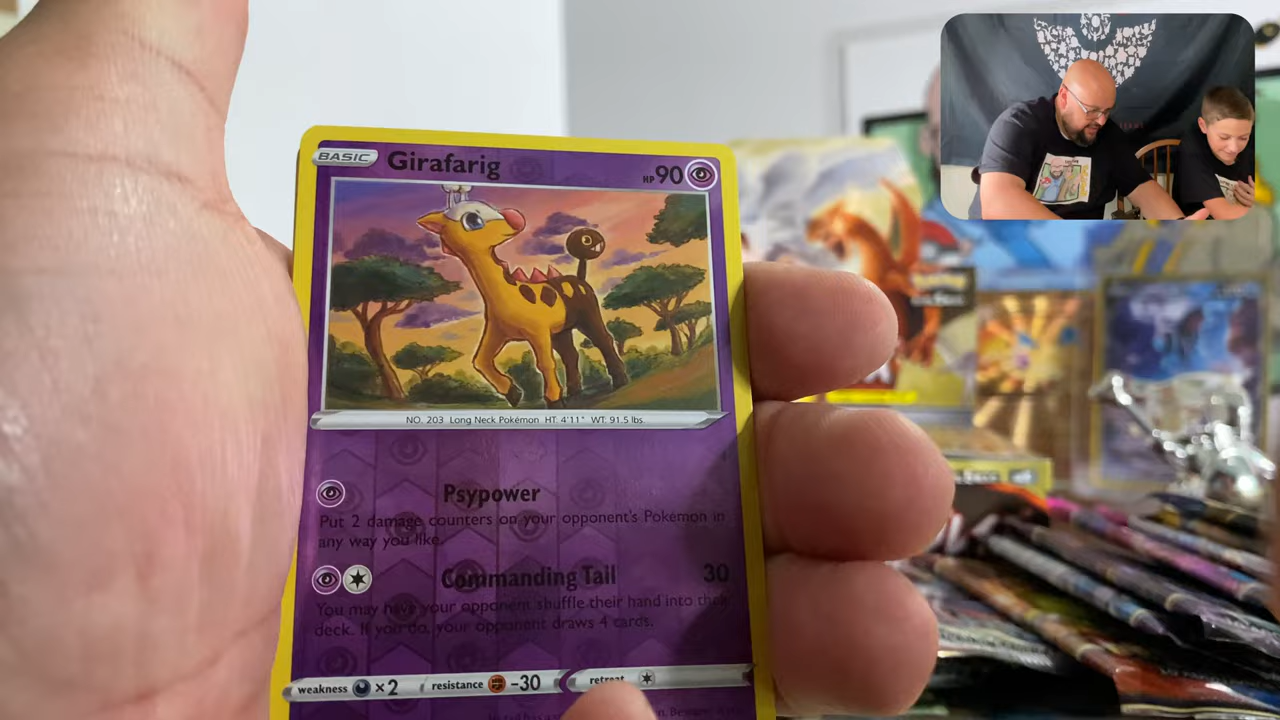 BASIC Girafarig HP 90
NO. 203 Long Neck Pokémon HT: 4'11" WT: 91.5 lbs.
Psypower
Put 2 damage counters on your opponent's Pokémon in
any way you like.
Commanding Tail 30
You may have your opponent shuffle their hand into their
deck. If you do, your opponent draws 4 cards.
weakness ×2 resistance -30 retreat